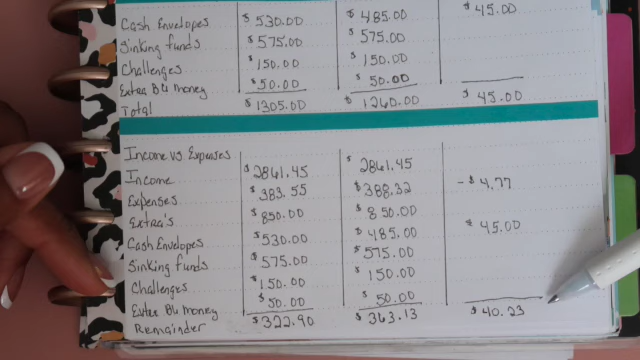 Cash Envelopes $530.00 $485.00 $45.00
Sinking funds $575.00 $575.00
Challenges $150.00 $150.00
Extra B4 money $50.00 $50.00
Total $1305.00 $1260.00 $45.00
Income vs Expenses
Income $2861.45 $2861.45
Expenses $383.55 $388.32 -$4.77
Extra's $850.00 $850.00
Cash Envelopes $530.00 $485.00 $45.00
Sinking funds $575.00 $575.00
Challenges $150.00 $150.00
Extra B4 money $50.00 $50.00
Remainder $322.90 $363.13 $40.23